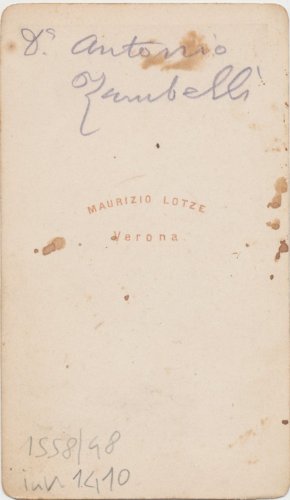 D.r Antonio
Zambelli
MAURIZIO LOTZE
Verona
1558/48
inv. 1410